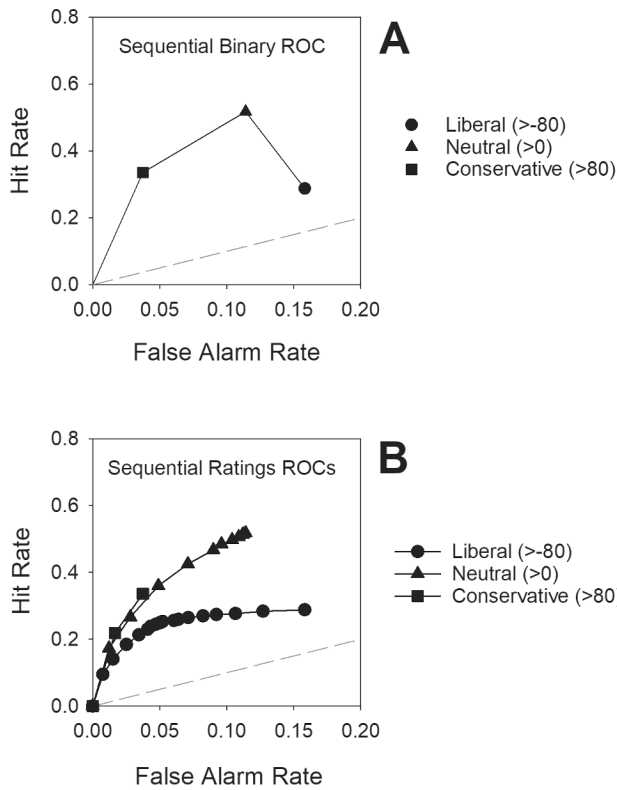 A
Sequential Binary ROC
0.8
0.6
0.4
0.2
0.0
Hit Rate
0.00 0.05 0.10 0.15 0.20
False Alarm Rate
Liberal (>-80)
Neutral (>0)
Conservative (>80)
B
Sequential Ratings ROCs
0.8
0.6
0.4
0.2
0.0
Hit Rate
0.00 0.05 0.10 0.15 0.20
False Alarm Rate
Liberal (>-80)
Neutral (>0)
Conservative (>80)